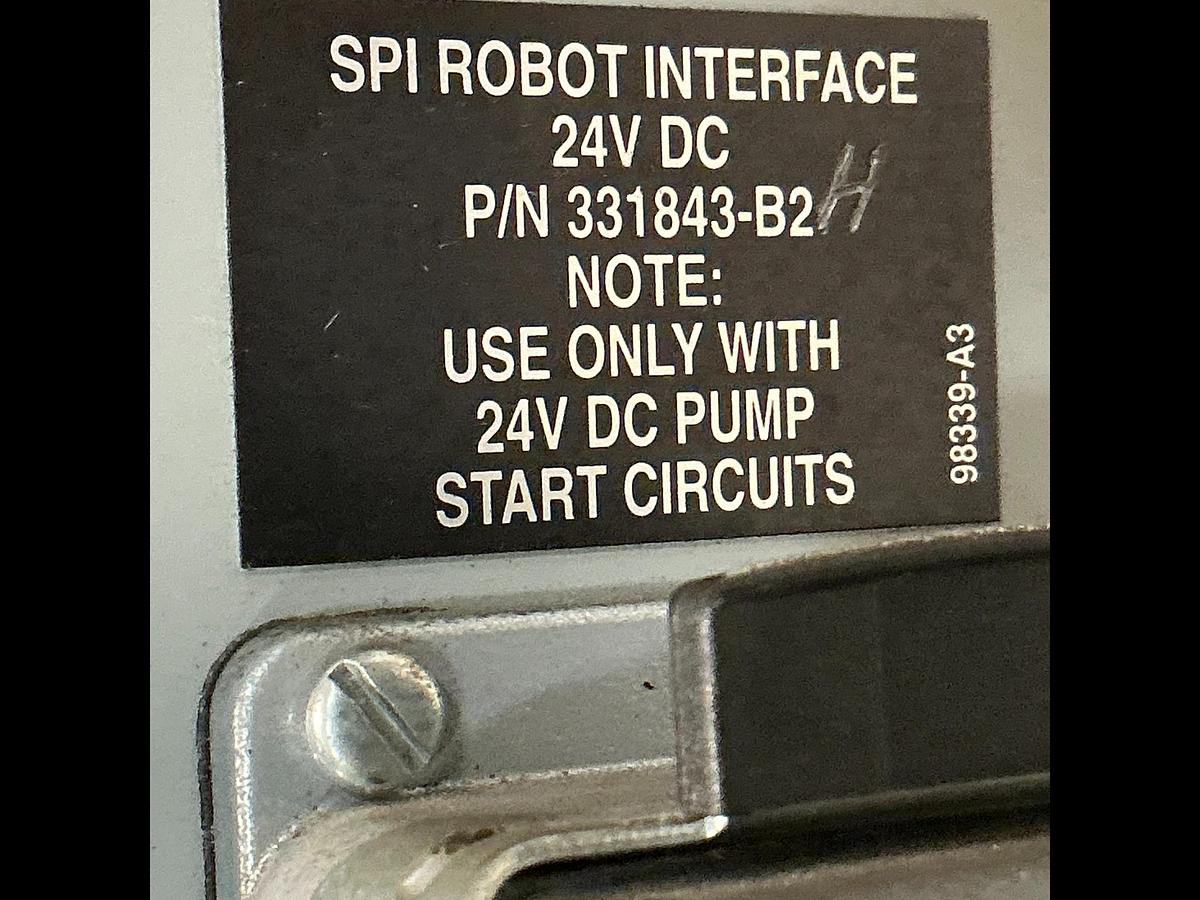 SPI ROBOT INTERFACE
24V DC
P/N 331843-B2H
NOTE:
USE ONLY WITH
24V DC PUMP
START CIRCUITS
98339-A3